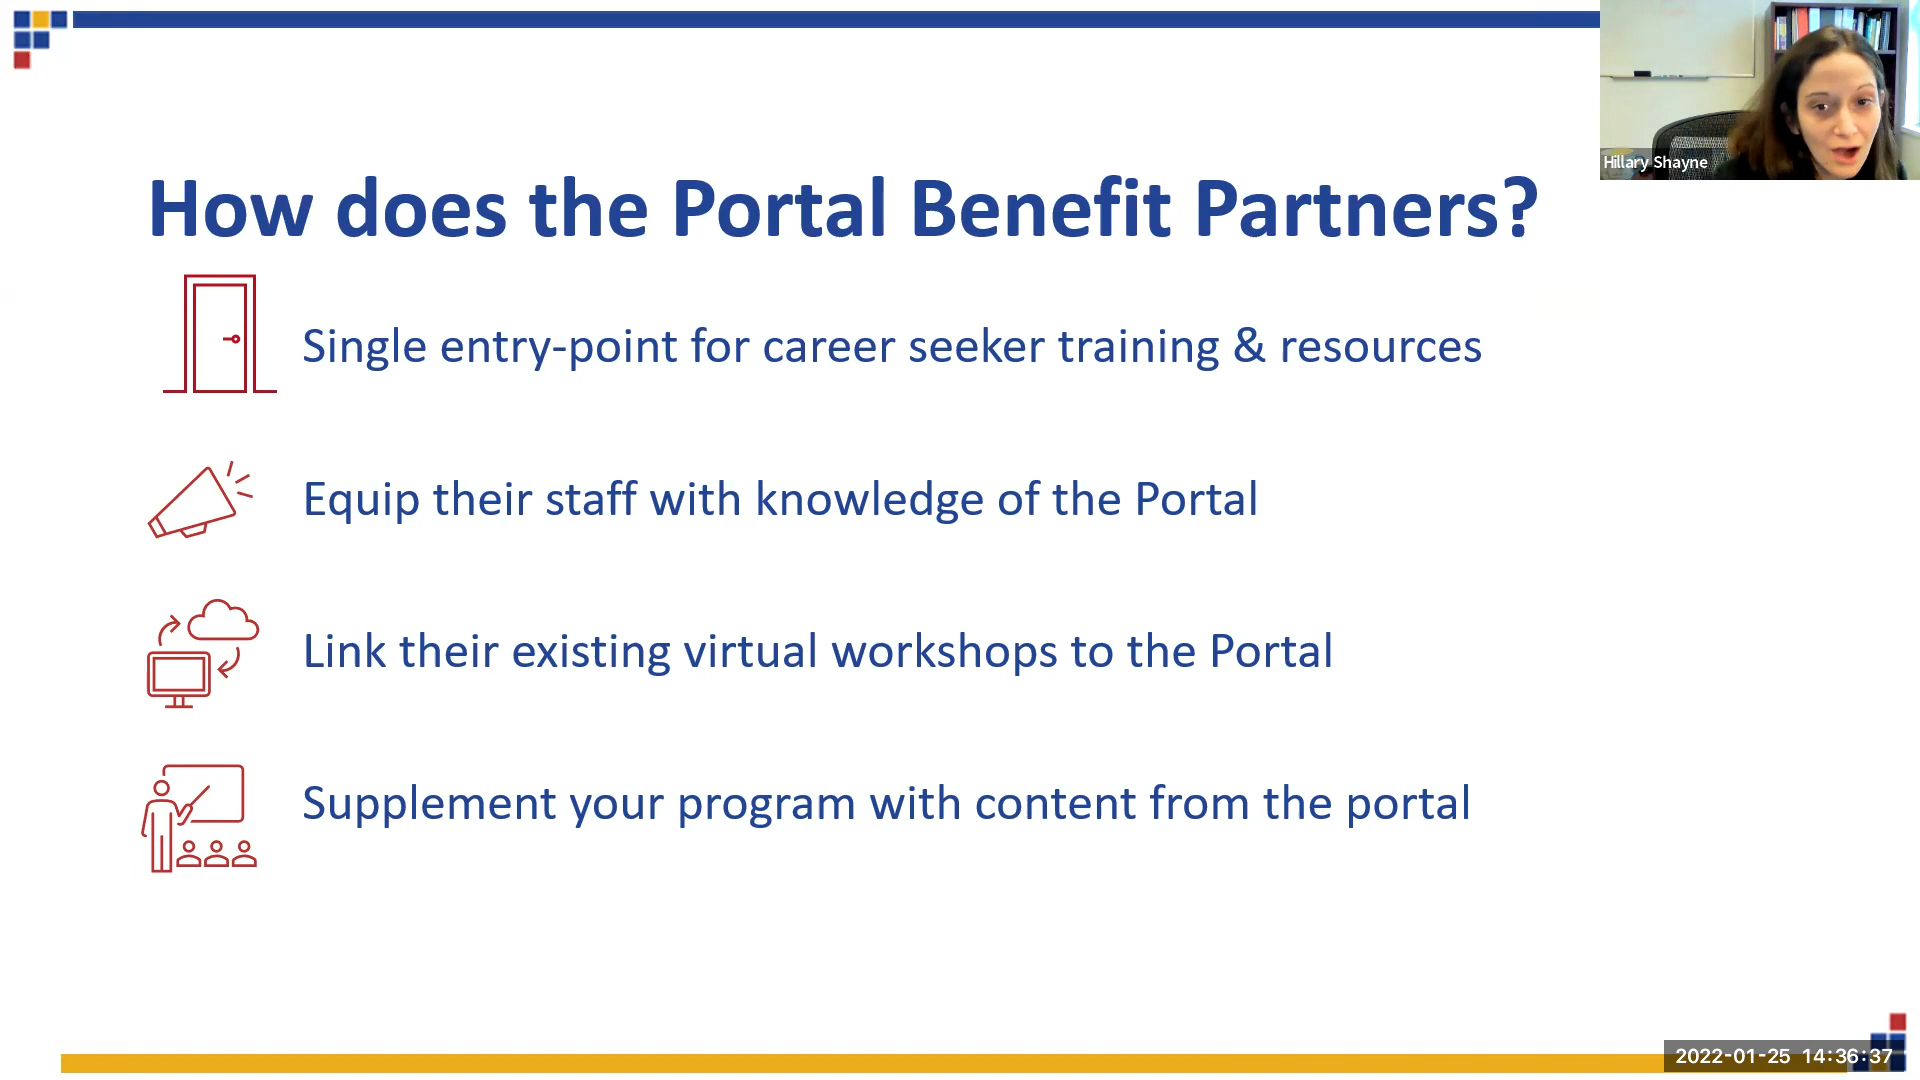 Hillary Shayne
How does the Portal Benefit Partners?
Single entry-point for career seeker training & resources
Equip their staff with knowledge of the Portal
Link their existing virtual workshops to the Portal
Supplement your program with content from the portal
2022-01-25 14:36:37